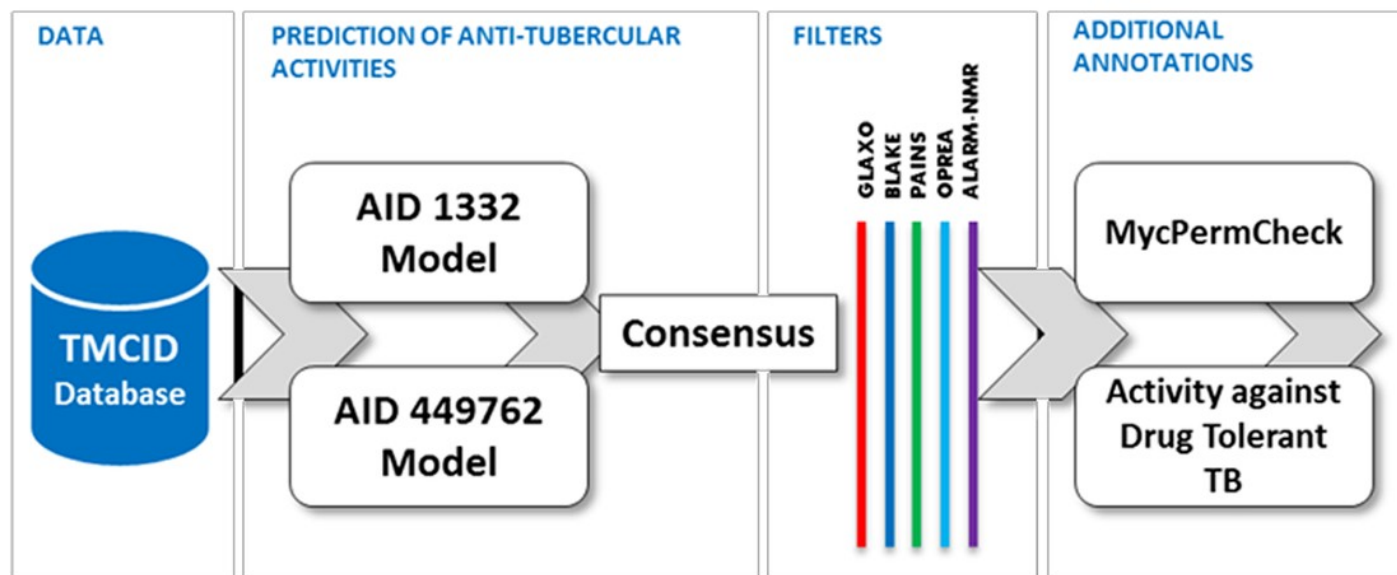 DATA
TMCID
Database
PREDICTION OF ANTI-TUBERCULAR
ACTIVITIES
AID 1332
Model
AID 449762
Model
Consensus
FILTERS
GLAXO
BLAKE
PAINS
OPREA
ALARM-NMR
ADDITIONAL
ANNOTATIONS
MycPermCheck
Activity against
Drug Tolerant
TB